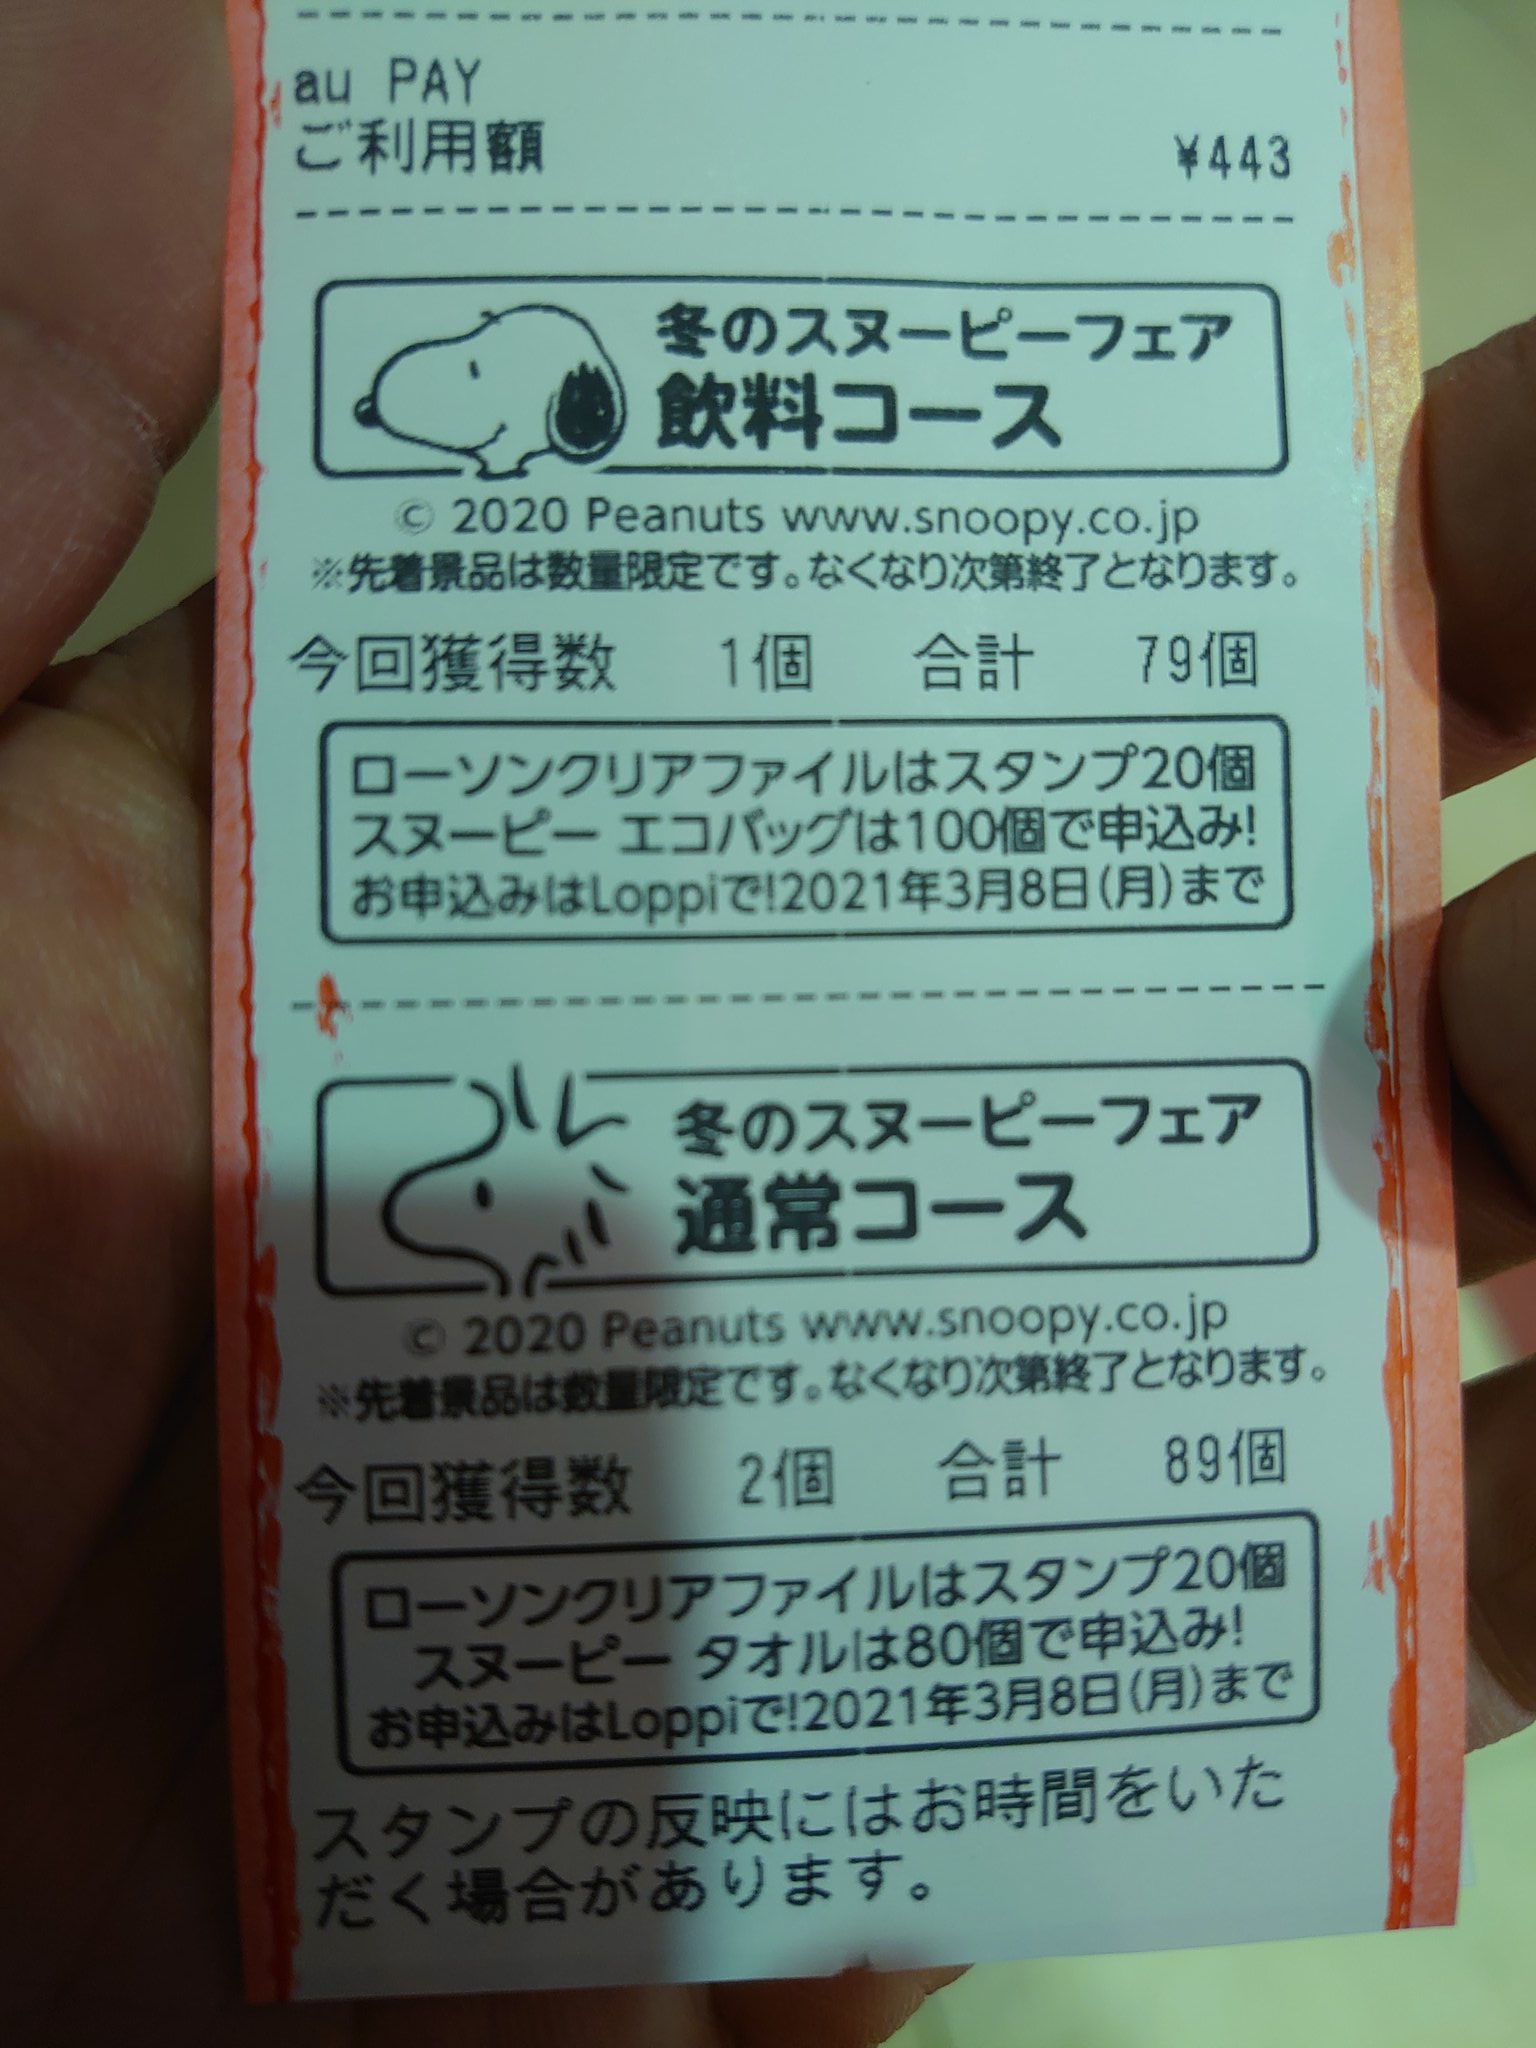 au PAY
ご利用額 ¥443
冬のスヌーピーフェア
飲料コース
© 2020 Peanuts www.snoopy.co.jp
※先着景品は数量限定です。なくなり次第終了となります。
今回獲得数 1個 合計 79個
ローソンクリアファイルはスタンプ20個
スヌーピー エコバッグは100個で申込み!
お申込みはLoppiで!2021年3月8日(月)まで
冬のスヌーピーフェア
通常コース
© 2020 Peanuts www.snoopy.co.jp
※先着景品は数量限定です。なくなり次第終了となります。
今回獲得数 2個 合計 89個
ローソンクリアファイルはスタンプ20個
スヌーピー タオルは80個で申込み!
お申込みはLoppiで!2021年3月8日(月)まで
スタンプの反映にはお時間をいた
だく場合があります。